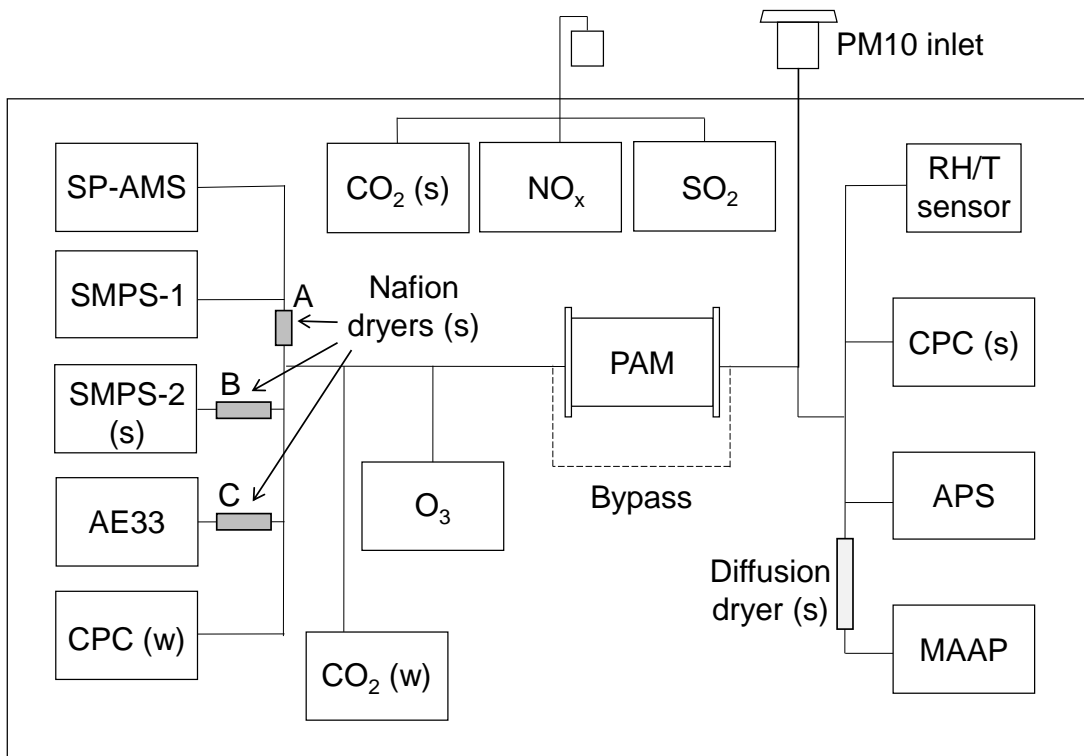 PM10 inlet
SP-AMS
CO₂ (s)
NOₓ
SO₂
RH/T
sensor
SMPS-1
A
Nafion
dryers (s)
PAM
CPC (s)
B
SMPS-2
(s)
C
AE33
O₃
Bypass
APS
Diffusion
dryer (s)
CPC (w)
CO₂ (w)
MAAP